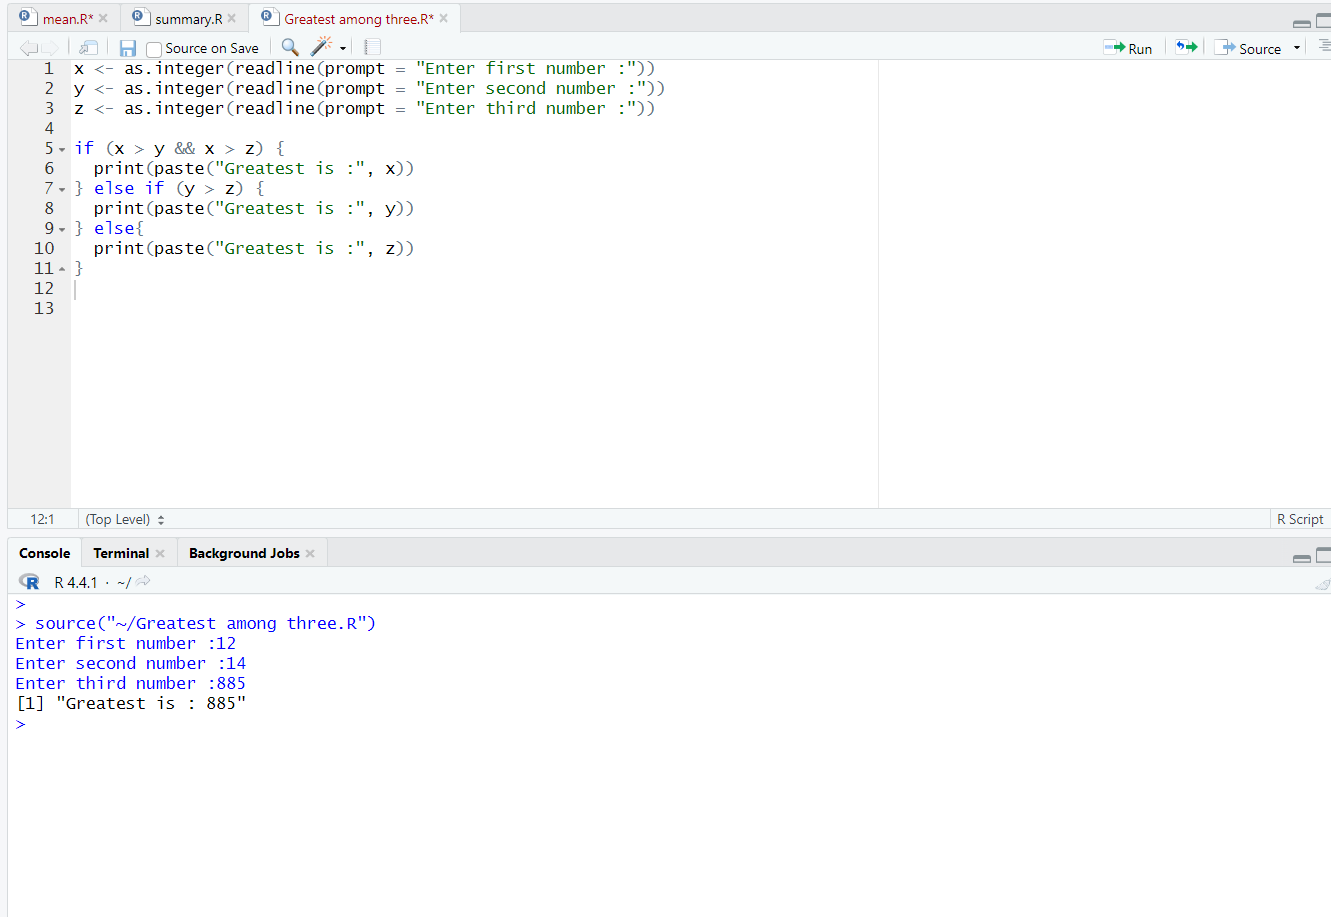 mean.R* summary.R Greatest among three.R*
Source on Save Run Source
1 x <- as.integer(readline(prompt = "Enter first number :"))
2 y <- as.integer(readline(prompt = "Enter second number :"))
3 z <- as.integer(readline(prompt = "Enter third number :"))
4
5 if (x > y && x > z) {
6   print(paste("Greatest is :", x))
7 } else if (y > z) {
8   print(paste("Greatest is :", y))
9 } else{
10   print(paste("Greatest is :", z))
11 }
12
13
12:1 (Top Level) R Script
Console Terminal Background Jobs
R R 4.4.1 · ~/
>
> source("~/Greatest among three.R")
Enter first number :12
Enter second number :14
Enter third number :885
[1] "Greatest is : 885"
>